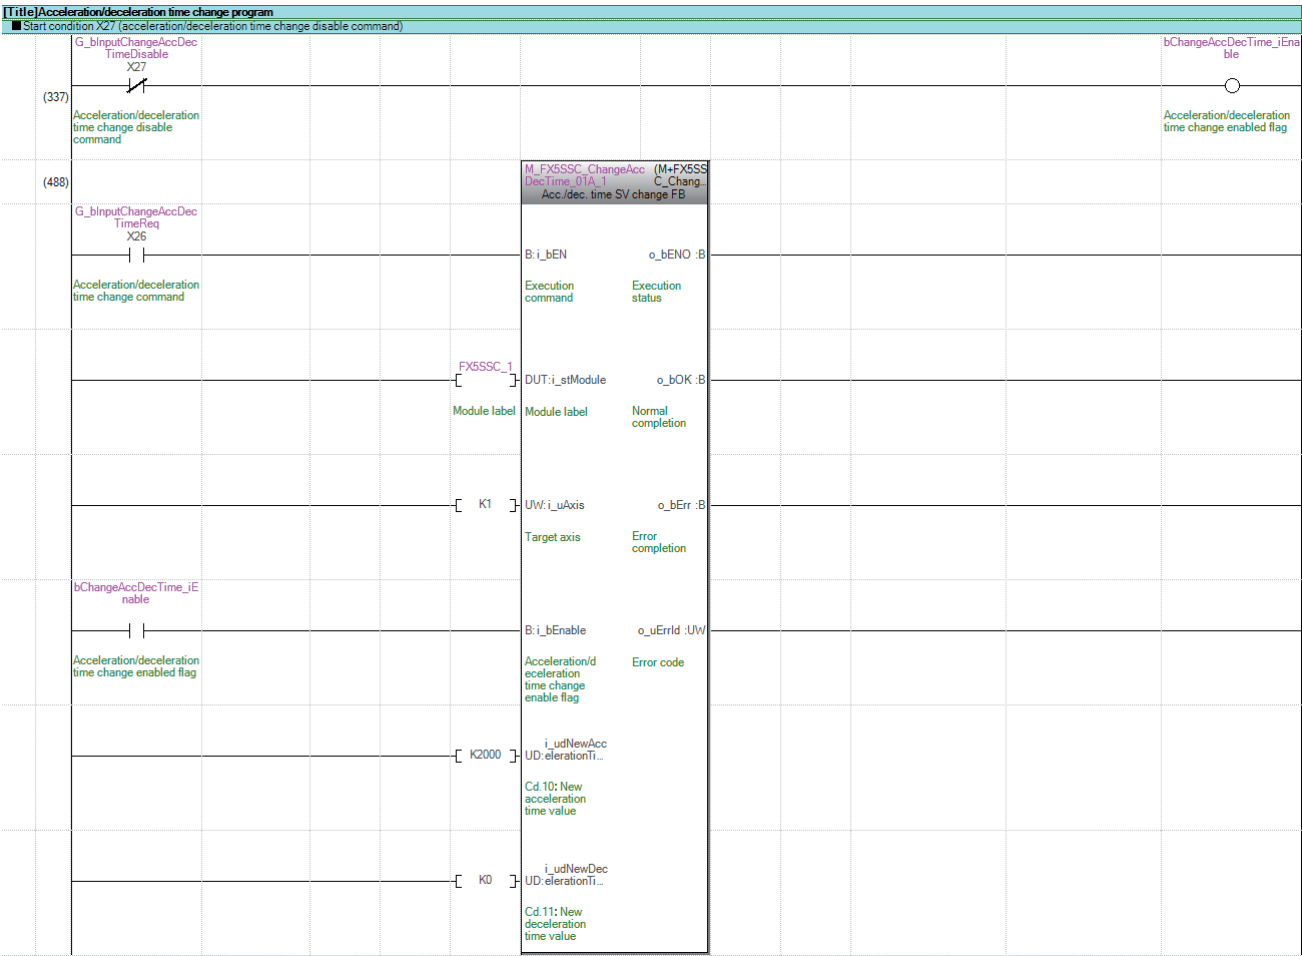 [Title]Acceleration/deceleration time change program
■Start condition X27 (acceleration/deceleration time change disable command)
G_bInputChangeAccDec
TimeDisable
X27
bChangeAccDecTime_iEna
ble
(337)
Acceleration/deceleration
time change disable
command
Acceleration/deceleration
time change enabled flag
(488)
M_FX5SSC_ChangeAcc
DecTime_01A_1
(M+FX5SS
C_Chang...
Acc./dec. time SV change FB
G_bInputChangeAccDec
TimeReq
X26
B:i_bEN
o_bENO :B
Acceleration/deceleration
time change command
Execution
command
Execution
status
FX5SSC_1
DUT:i_stModule
o_bOK :B
Module label
Module label
Normal
completion
K1
UW:i_uAxis
o_bErr :B
Target axis
Error
completion
bChangeAccDecTime_iE
nable
B:i_bEnable
o_uErrId :UW
Acceleration/deceleration
time change enabled flag
Acceleration/d
eceleration
time change
enable flag
Error code
K2000
i_udNewAcc
UD:elerationTi...
Cd.10: New
acceleration
time value
K0
i_udNewDec
UD:elerationTi...
Cd.11: New
deceleration
time value